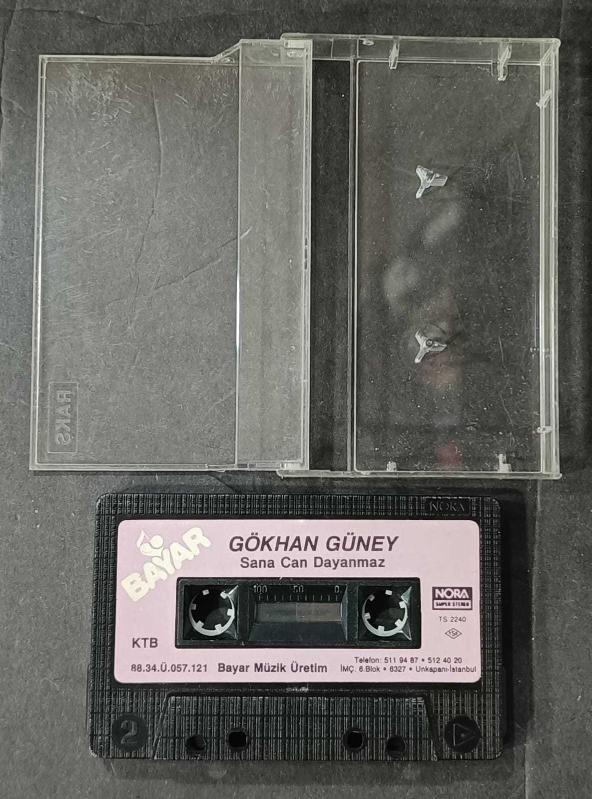 RAKS
NORA
BAYAR
GÖKHAN GÜNEY
Sana Can Dayanmaz
100 50 0
NORA
SUPER STEREO
TS 2240
TSE
KTB
88.34.Ü.057.121 Bayar Müzik Üretim
Telefon: 511 94 87 • 512 40 20
İMÇ. 6.Blok • 6327 • Unkapanı-İstanbul
2